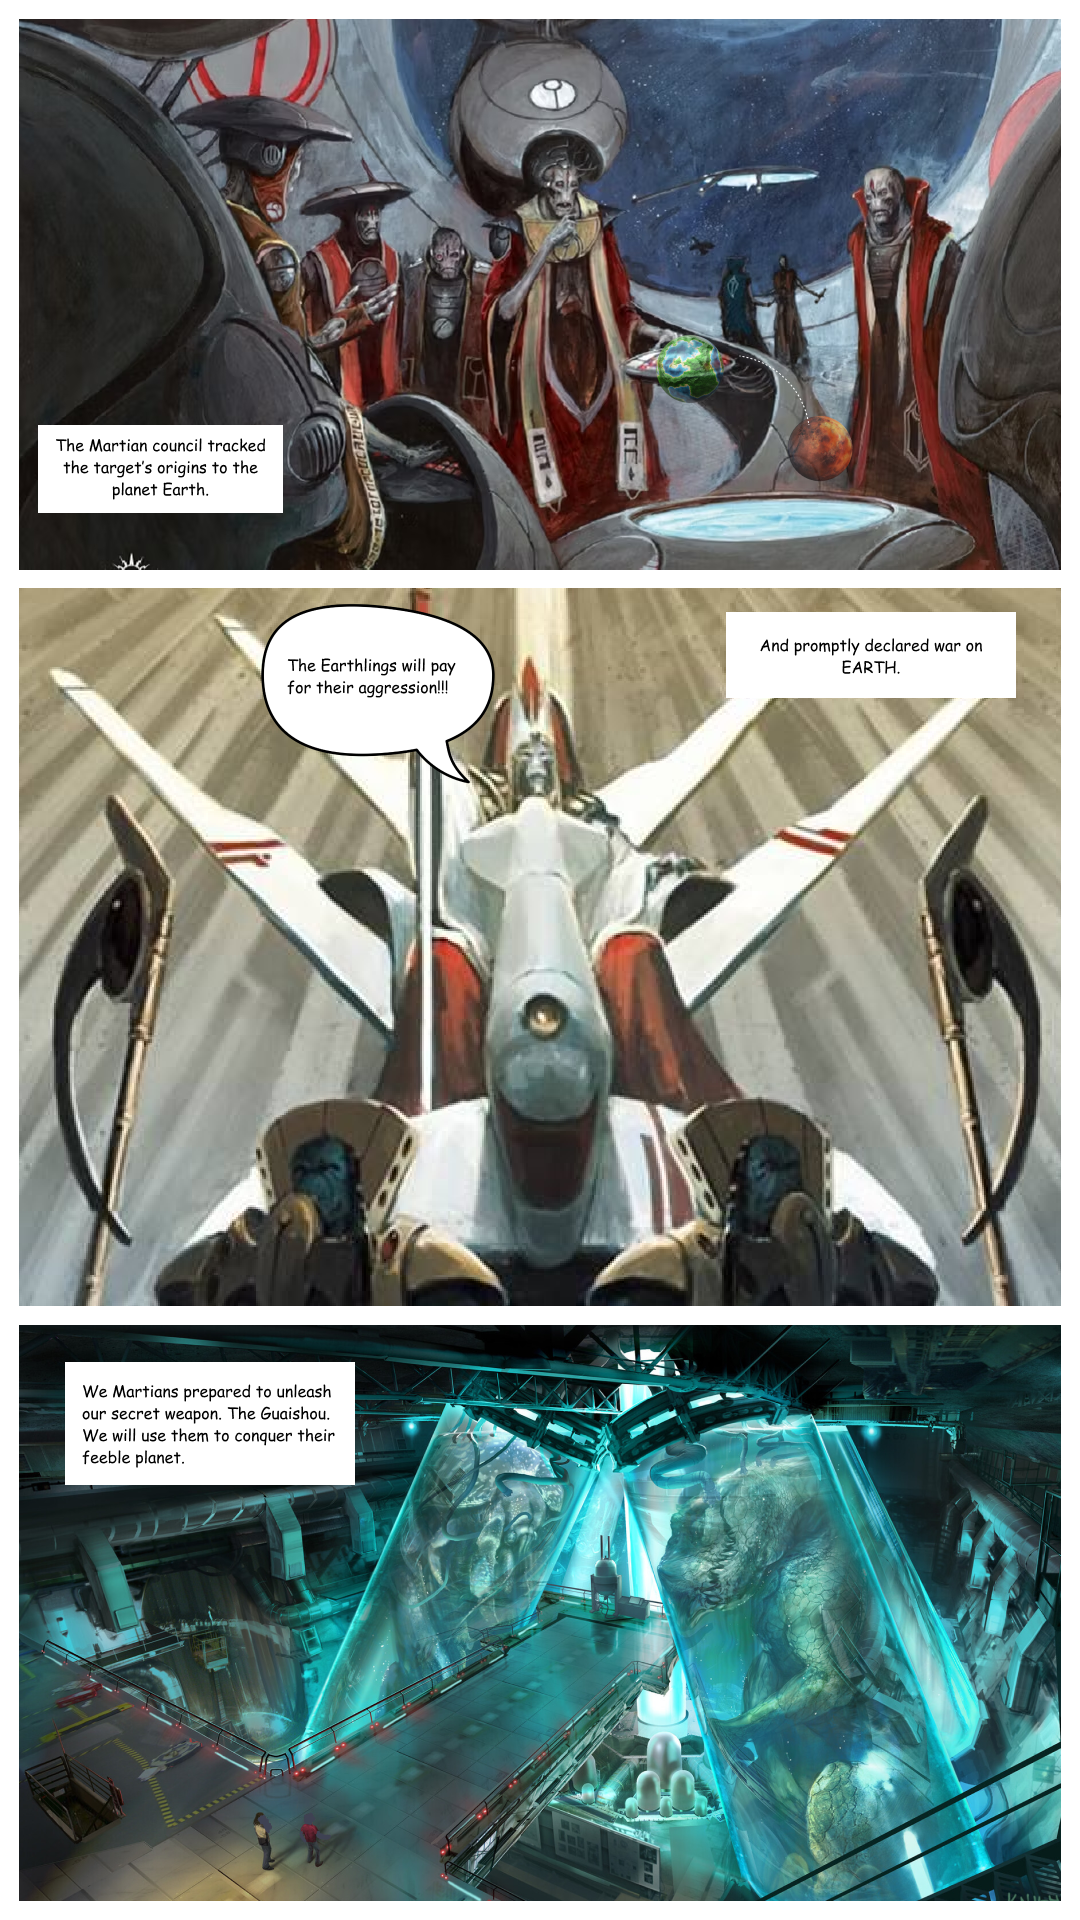 The Martian council tracked
the target's origins to the
planet Earth.
The Earthlings will pay
for their aggression!!!
And promptly declared war on
EARTH.
We Martians prepared to unleash
our secret weapon. The Guaishou.
We will use them to conquer their
feeble planet.